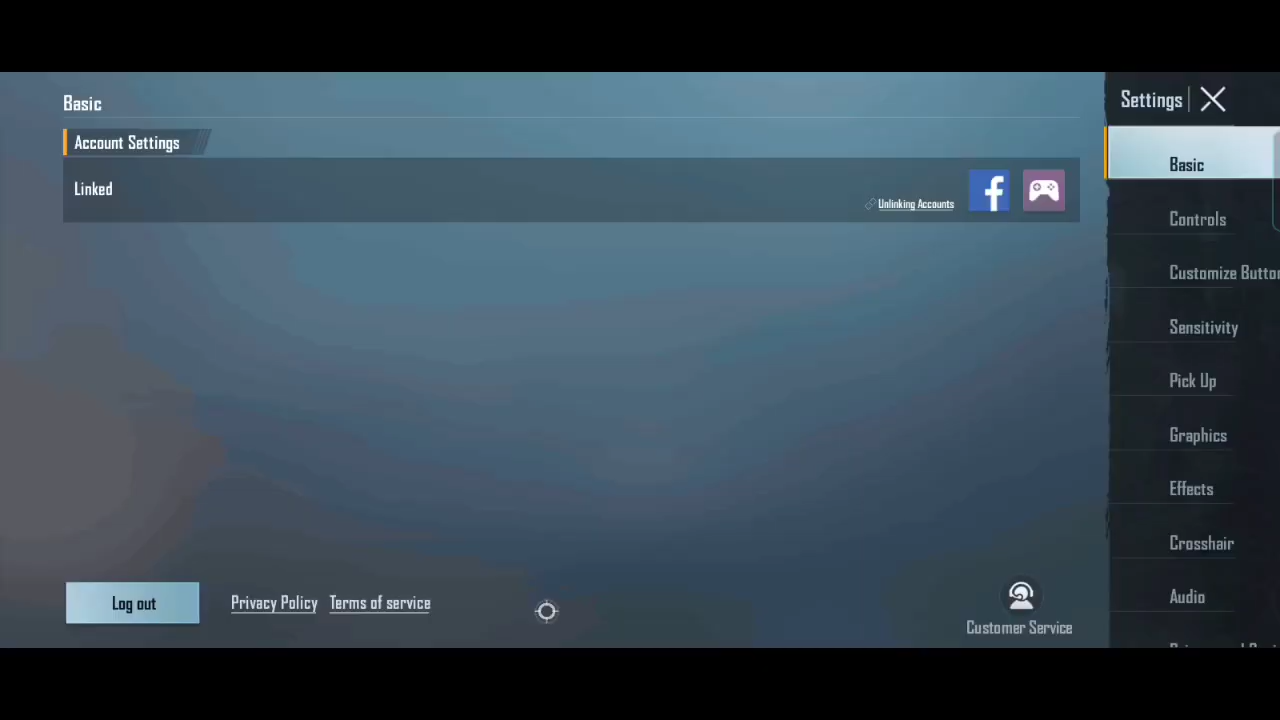 Basic
Settings
Account Settings
Linked
Unlinking Accounts
Basic
Controls
Customize
Sensitivity
Pick Up
Graphics
Effects
Crosshair
Audio
Log out
Privacy Policy
Terms of service
Customer Service